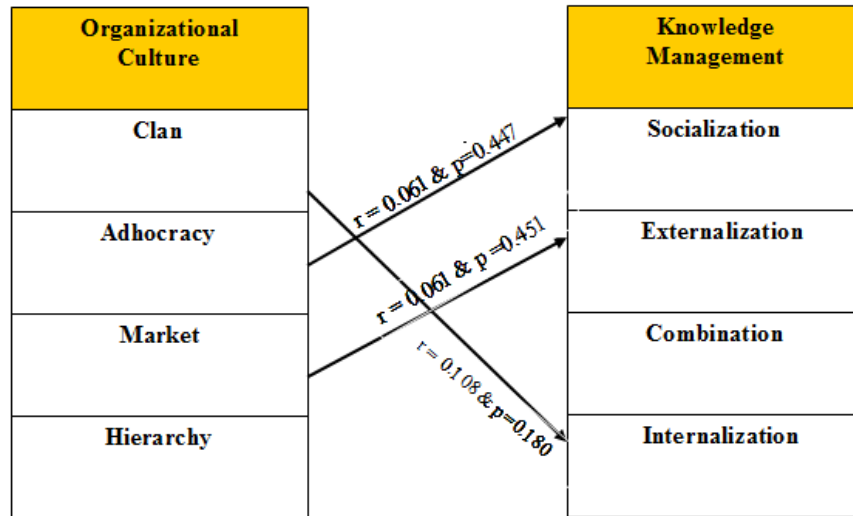 Organizational
Culture
Clan
Adhocracy
Market
Hierarchy
r = 0.061 & p=0.447
r = 0.061 & p=0.451
r = 0.108 & p=0.180
Knowledge
Management
Socialization
Externalization
Combination
Internalization